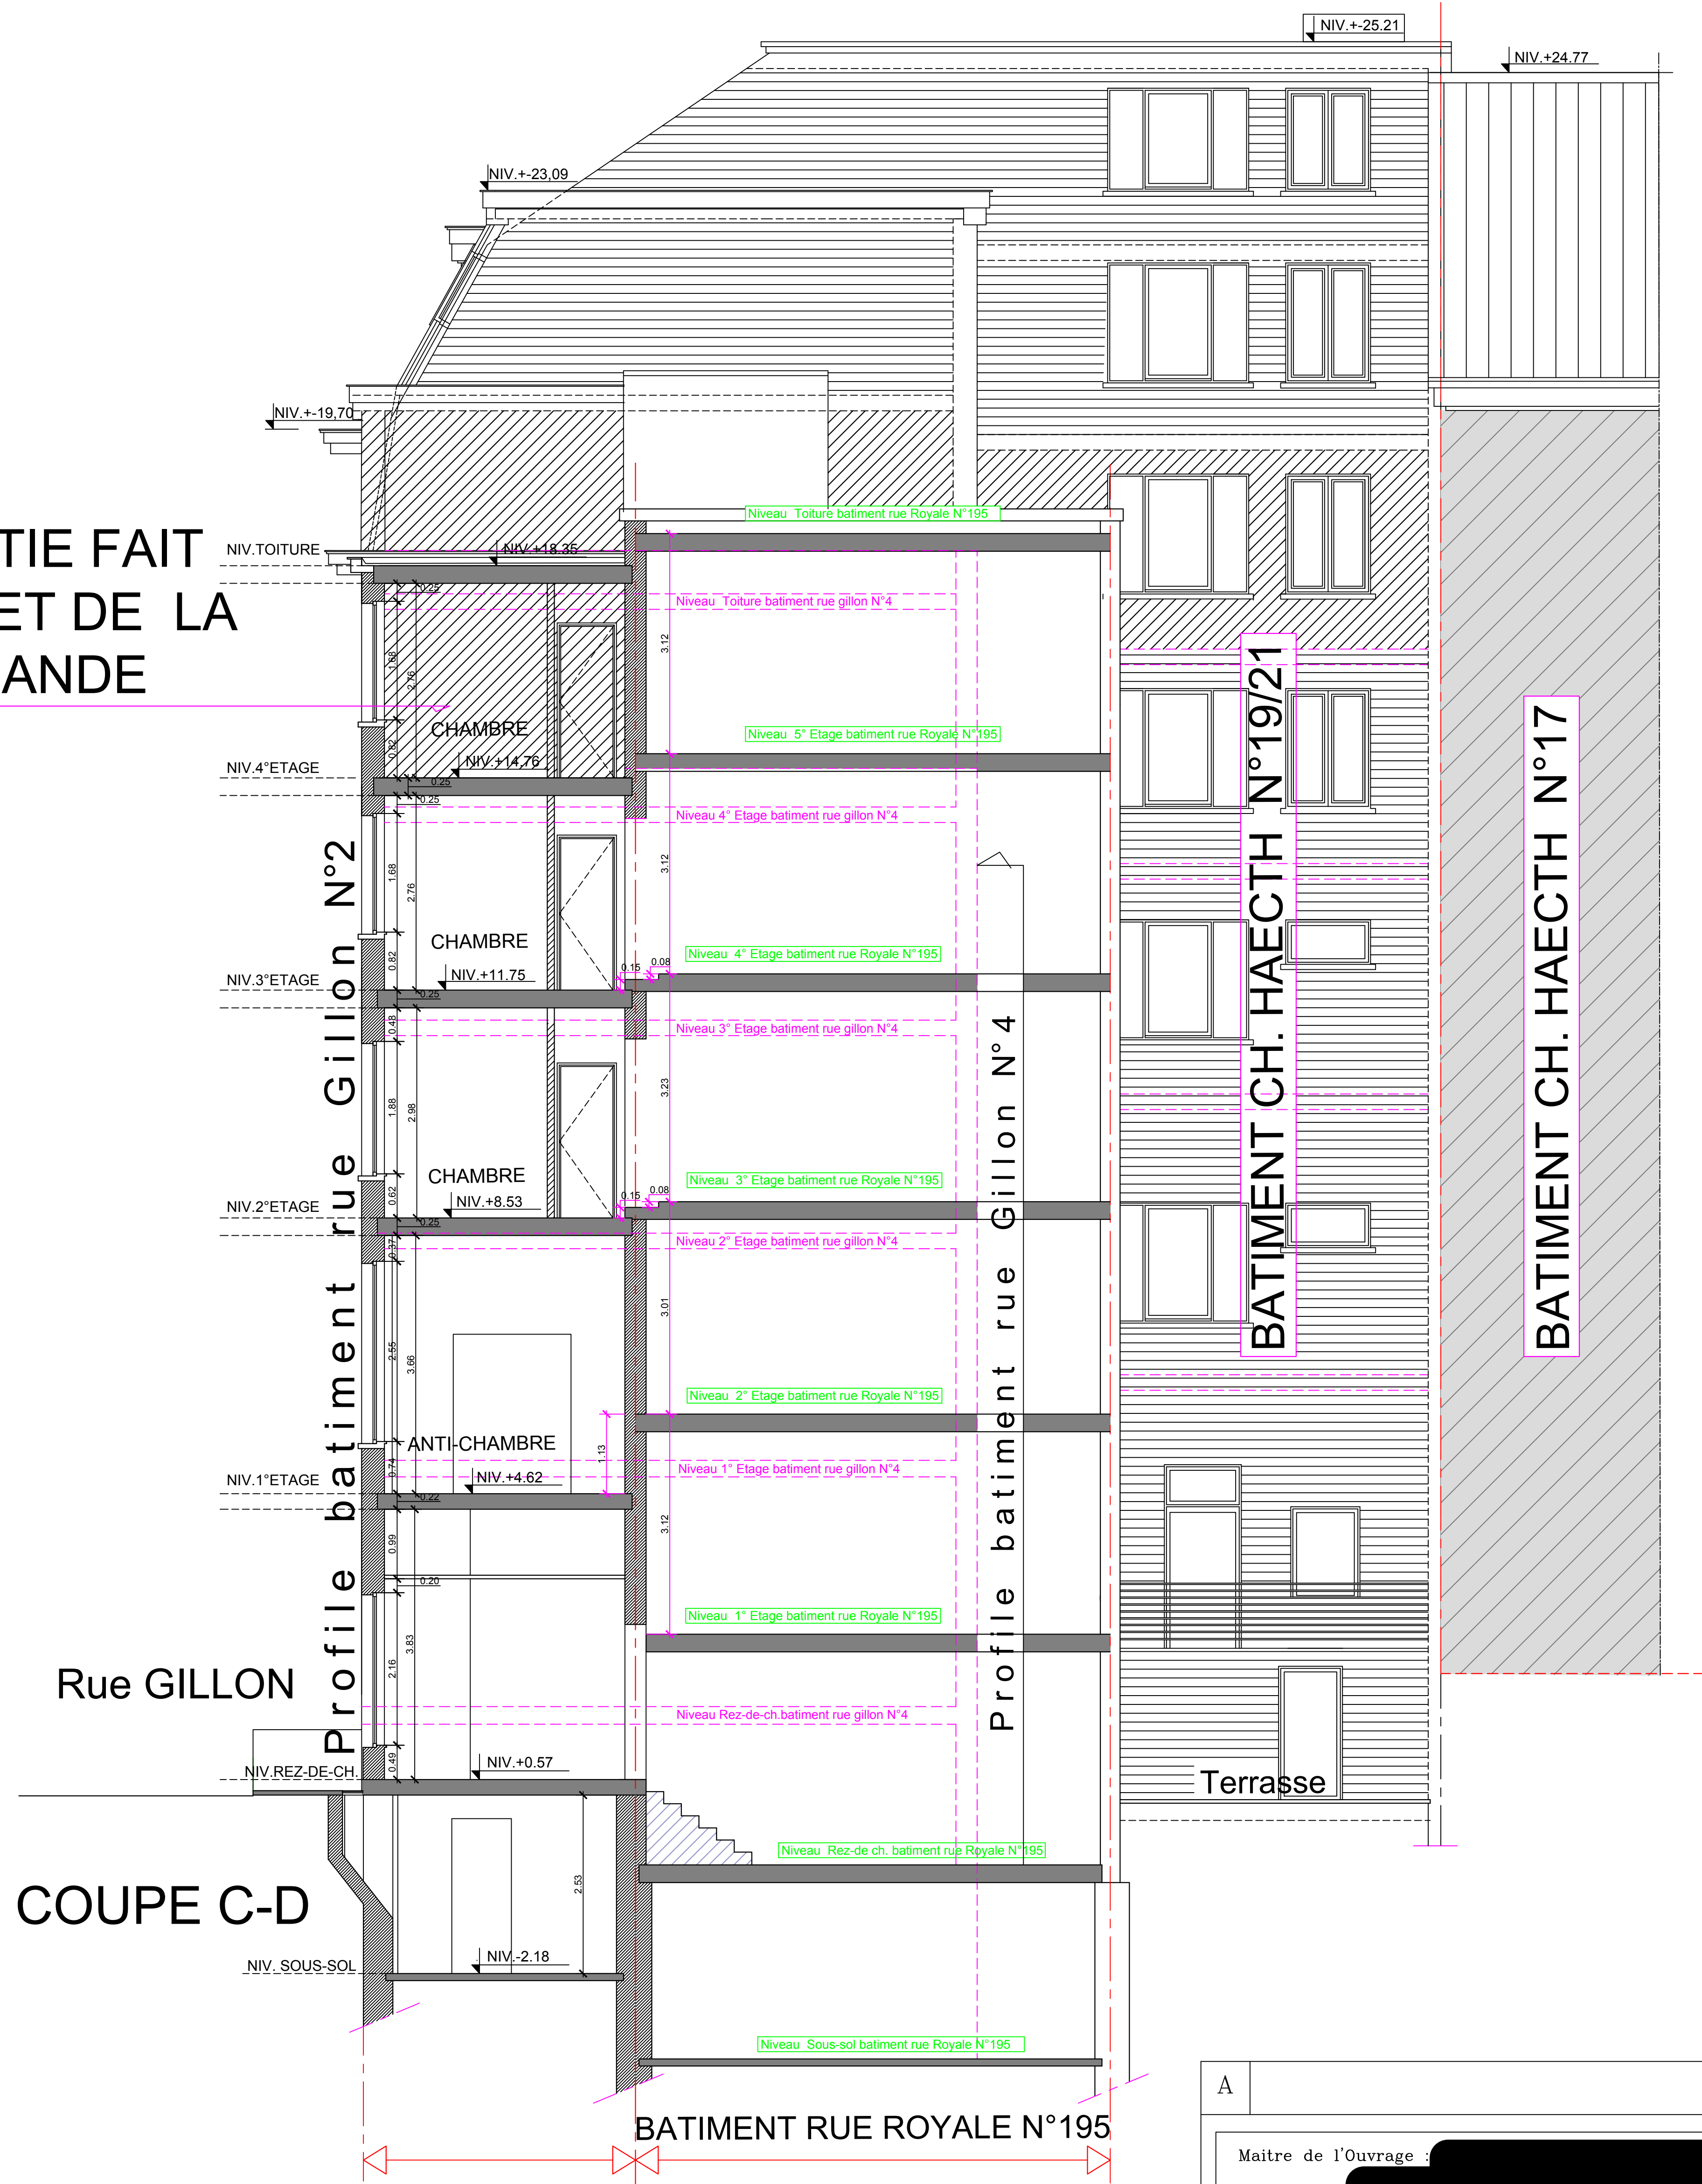 NIV.+-25.21
NIV.+24.77
NIV.+-23,09
NIV.+-19,70
TIE FAIT
ET DE LA
ANDE
Niveau Toiture batiment rue Royale N°195
NIV.TOITURE
NIV.+18.35
0.25
Niveau Toiture batiment rue gillon N°4
1.68
2.76
3.12
0.82
CHAMBRE
NIV.+14,76
Niveau 5° Etage batiment rue Royale N°195
NIV.4°ETAGE
0.25
0.25
Niveau 4° Etage batiment rue gillon N°4
1.68
2.76
3.12
0.82
CHAMBRE
NIV.+11.75
Niveau 4° Etage batiment rue Royale N°195
0.15
0.08
NIV.3°ETAGE
0.25
0.48
Niveau 3° Etage batiment rue gillon N°4
1.88
2.98
3.23
0.62
CHAMBRE
NIV.+8.53
Niveau 3° Etage batiment rue Royale N°195
0.15
0.08
NIV.2°ETAGE
0.25
0.37
Niveau 2° Etage batiment rue gillon N°4
2.55
3.66
3.01
Niveau 2° Etage batiment rue Royale N°195
ANTI-CHAMBRE
1.13
0.74
NIV.+4.62
Niveau 1° Etage batiment rue gillon N°4
NIV.1°ETAGE
0.22
0.99
3.12
0.20
Niveau 1° Etage batiment rue Royale N°195
3.83
2.16
Rue GILLON
Niveau Rez-de-ch.batiment rue gillon N°4
0.49
NIV.+0.57
NIV.REZ-DE-CH.
Terrasse
Niveau Rez-de ch. batiment rue Royale N°195
2.53
COUPE C-D
NIV.-2.18
NIV. SOUS-SOL
Niveau Sous-sol batiment rue Royale N°195
Profile batiment rue Gillon N°2
Profile batiment rue Gillon N°4
BATIMENT CH. HAECTH N°19/21
BATIMENT CH. HAECTH N°17
BATIMENT RUE ROYALE N°195
A
Maitre de l'Ouvrage :